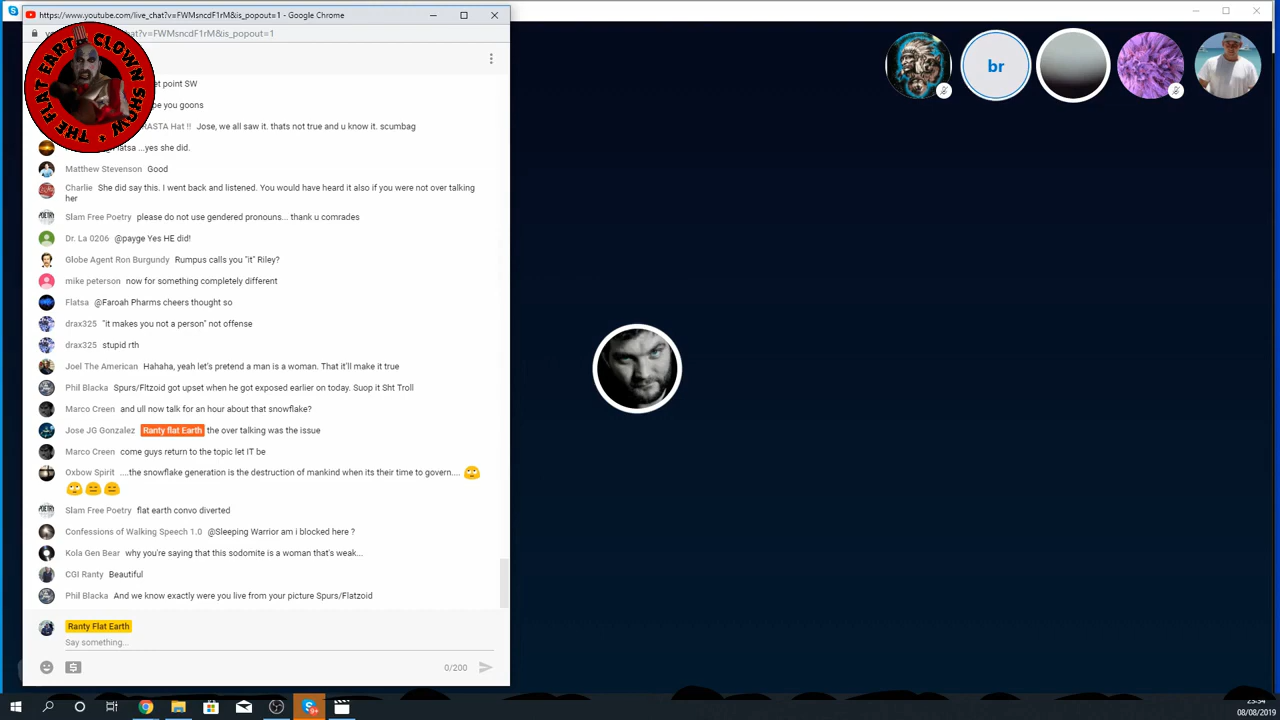 https://www.youtube.com/live_chat?v=FWMsncdF1rM&is_popout=1 - Google Chrome
hat?v=FWMsncdF1rM&is_popout=1
THE FLAT EARTH CLOWN SHOW
br
et point SW
pe you goons
RASTA Hat !! Jose, we all saw it. thats not true and u know it. scumbag
latsa ...yes she did.
Matthew Stevenson Good
Charlie She did say this. I went back and listened. You would have heard it also if you were not over talking
her
Slam Free Poetry please do not use gendered pronouns... thank u comrades
Dr. La 0206 @payge Yes HE did!
Globe Agent Ron Burgundy Rumpus calls you "it" Riley?
mike peterson now for something completely different
Flatsa @Faroah Pharms cheers thought so
drax325 "it makes you not a person" not offense
drax325 stupid rth
Joel The American Hahaha, yeah let's pretend a man is a woman. That it'll make it true
Phil Blacka Spurs/Fltzoid got upset when he got exposed earlier on today. Suop it Sht Troll
Marco Creen and ull now talk for an hour about that snowflake?
Jose JG Gonzalez Ranty flat Earth the over talking was the issue
Marco Creen come guys return to the topic let IT be
Oxbow Spirit ....the snowflake generation is the destruction of mankind when its their time to govern....
Slam Free Poetry flat earth convo diverted
Confessions of Walking Speech 1.0 @Sleeping Warrior am i blocked here ?
Kola Gen Bear why you're saying that this sodomite is a woman that's weak...
CGI Ranty Beautiful
Phil Blacka And we know exactly were you live from your picture Spurs/Flatzoid
Ranty Flat Earth
Say something...
0/200
23:54
08/08/2019